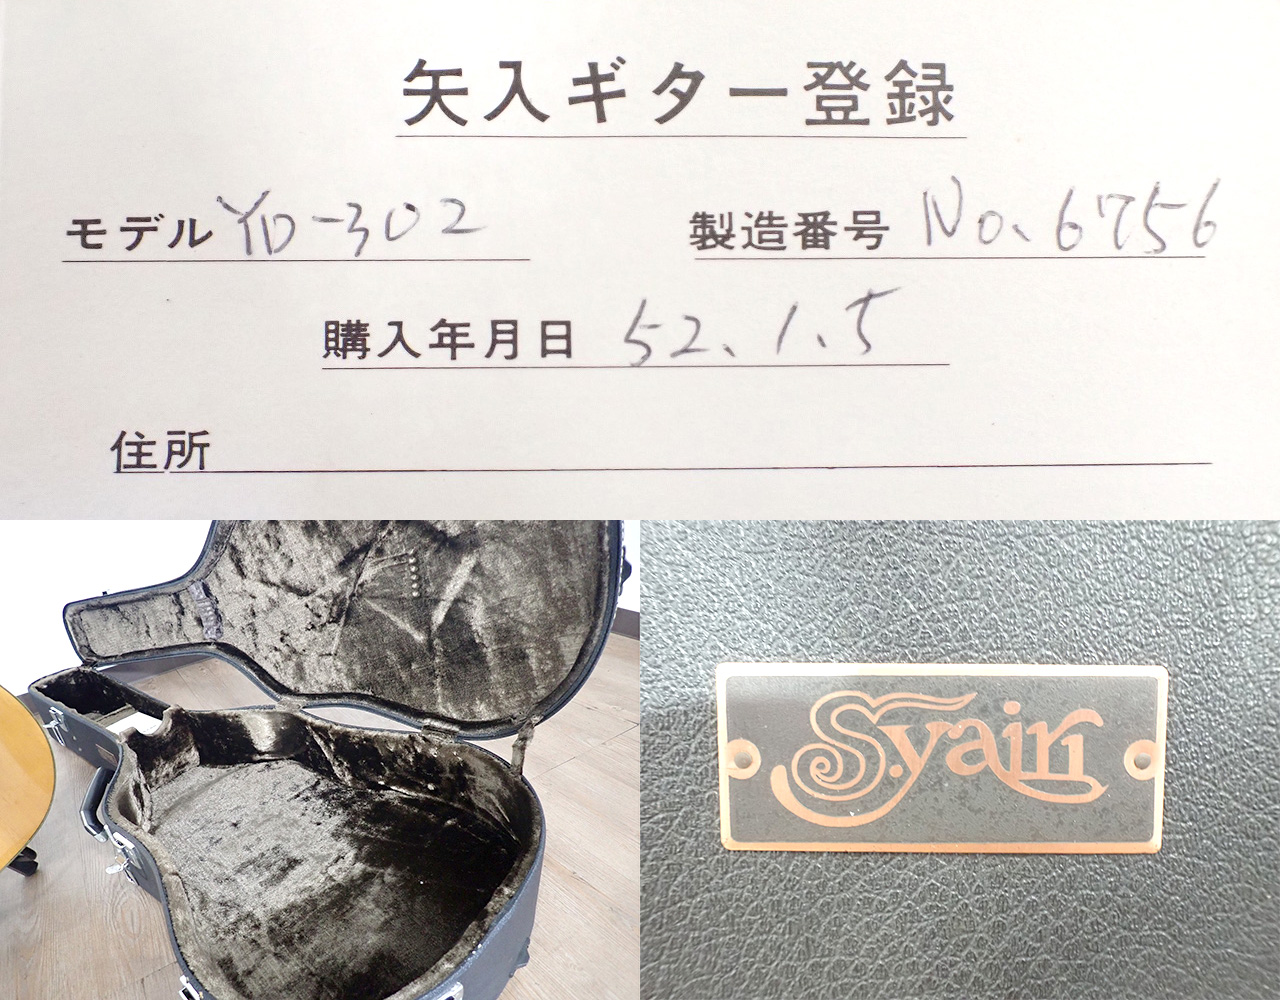 矢入ギター登録
モデル YD-302
製造番号 No.6756
購入年月日 52.1.5
住所
S.yairi